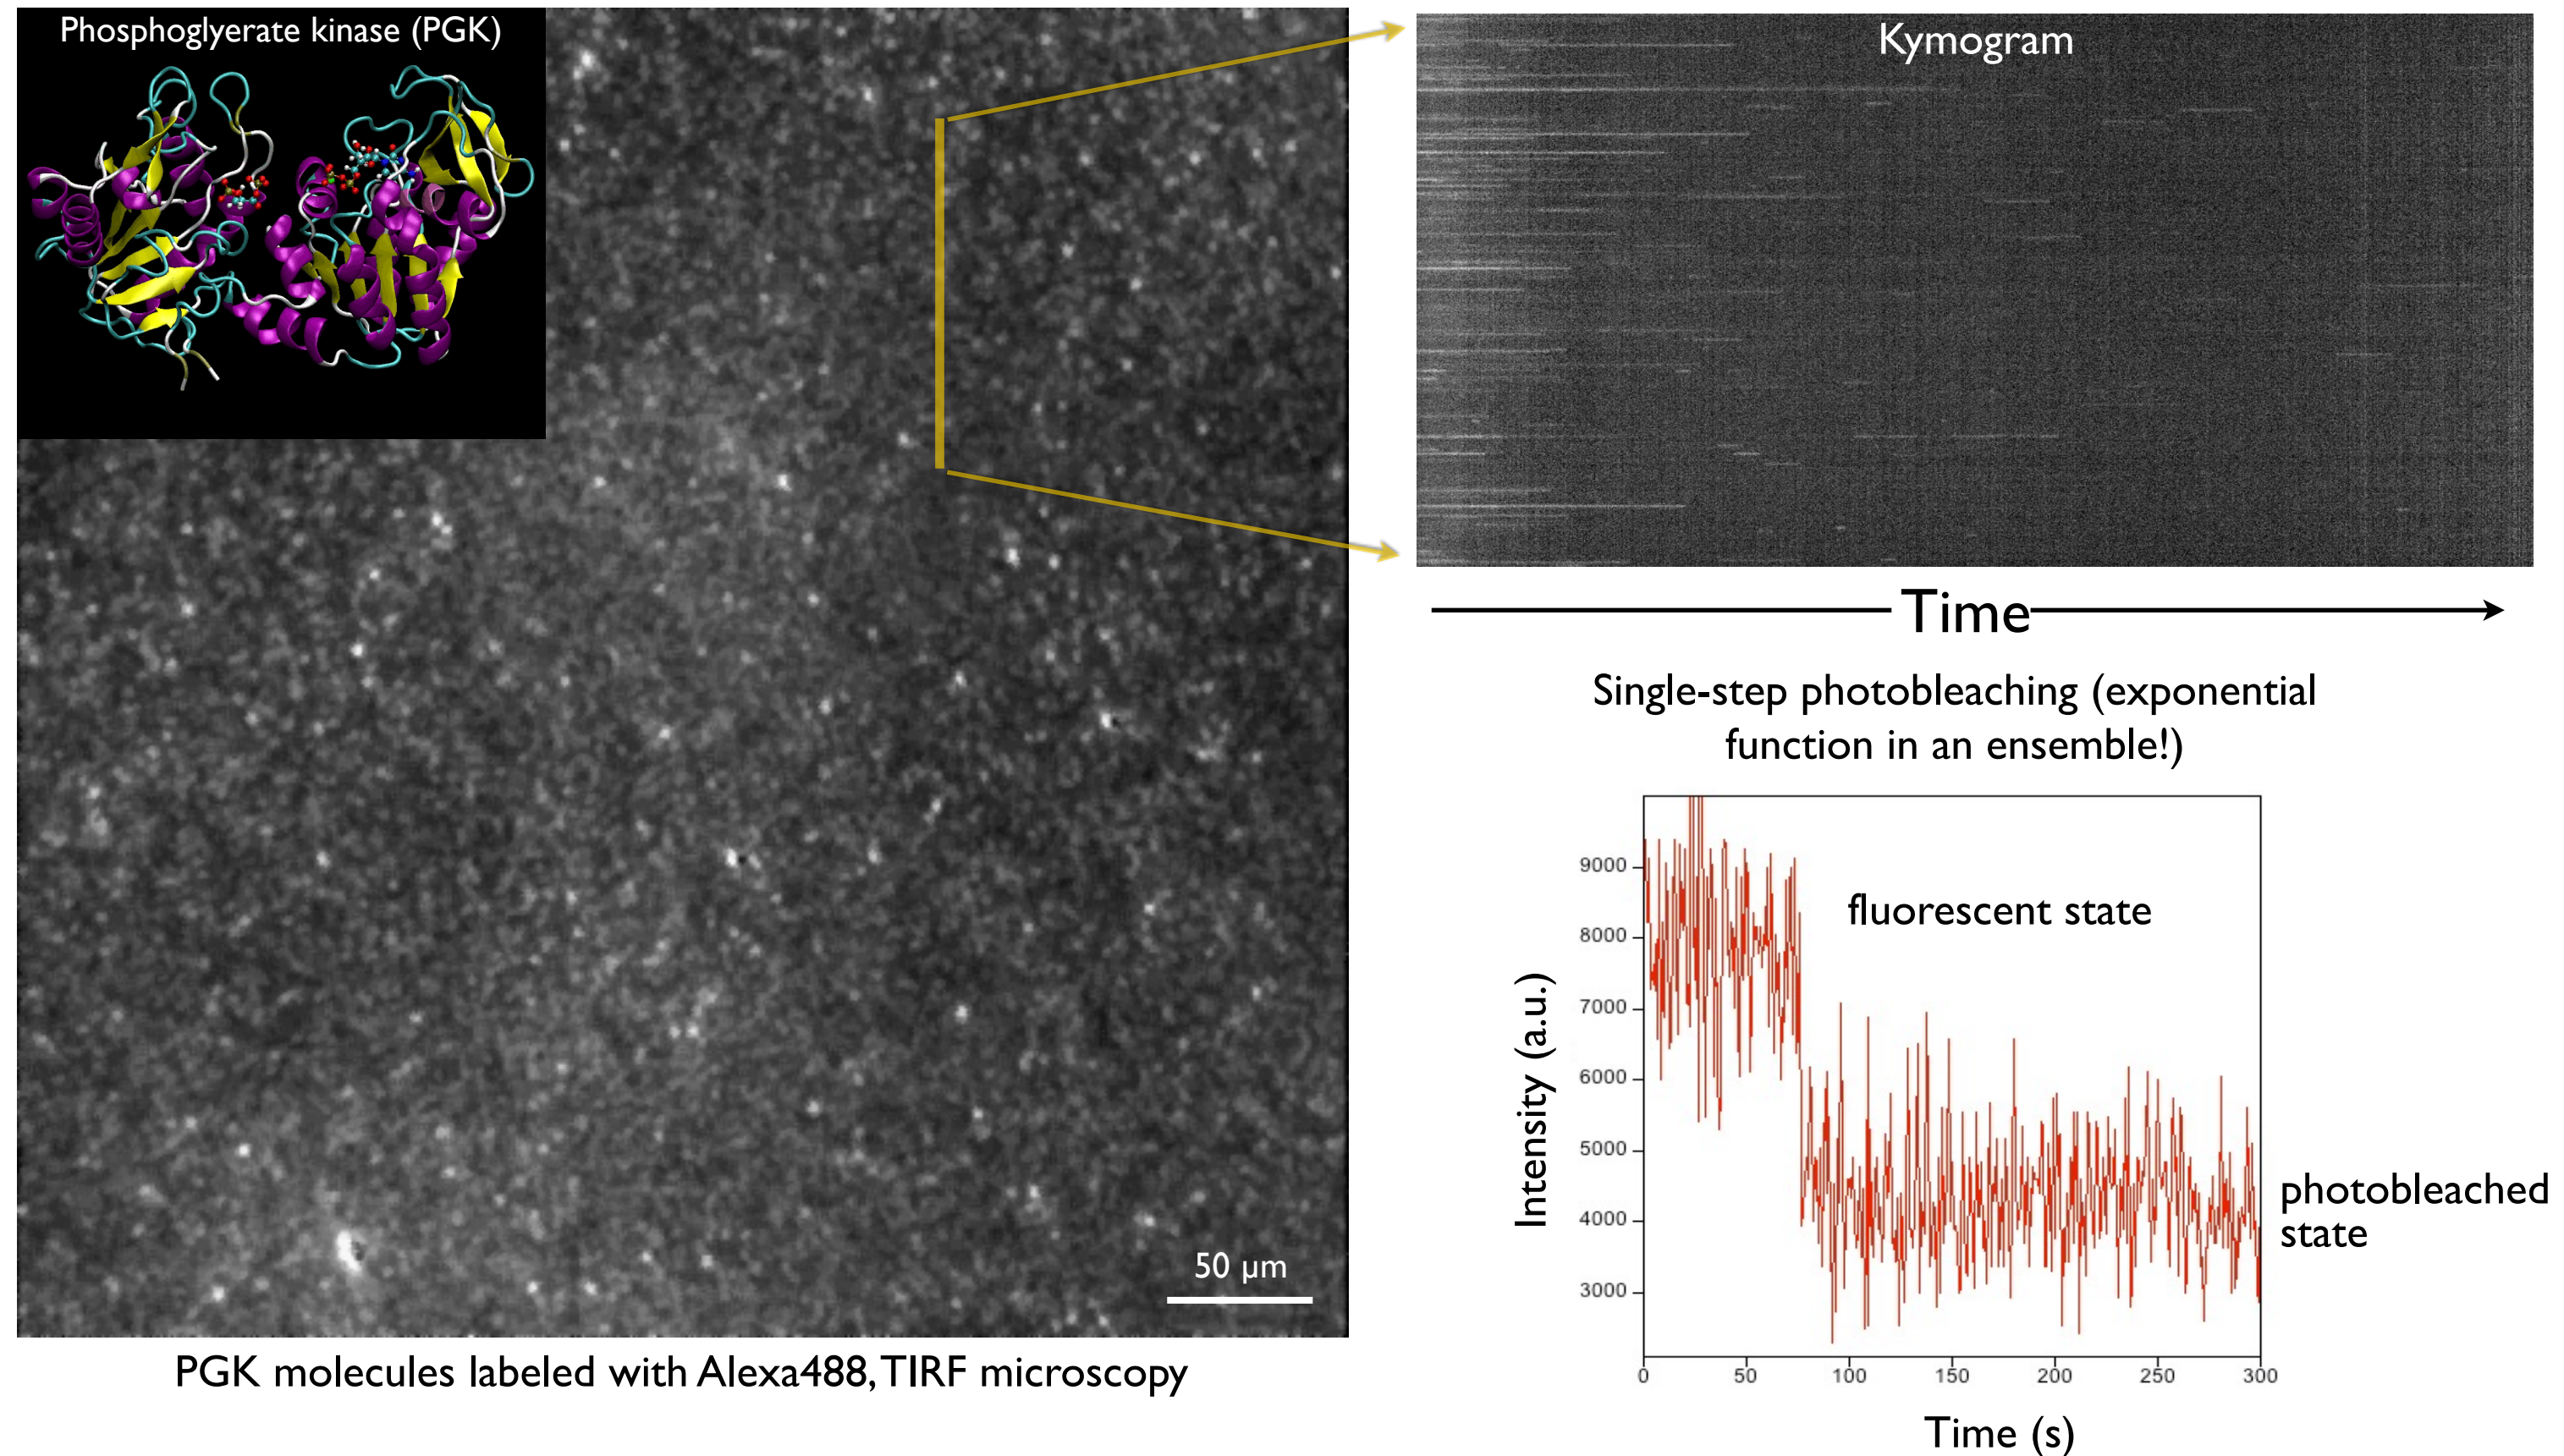 Phosphoglyerate kinase (PGK)
50 µm
PGK molecules labeled with Alexa488, TIRF microscopy
Kymogram
Time
Single-step photobleaching (exponential
function in an ensemble!)
9000
8000
7000
6000
5000
4000
3000
Intensity (a.u.)
fluorescent state
photobleached
state
0 50 100 150 200 250 300
Time (s)